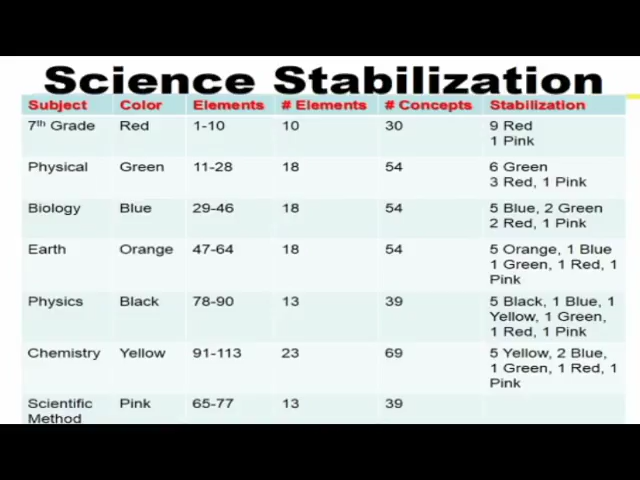 Science Stabilization
Subject Color Elements # Elements # Concepts Stabilization
7th Grade Red 1-10 10 30 9 Red
1 Pink
Physical Green 11-28 18 54 6 Green
3 Red, 1 Pink
Biology Blue 29-46 18 54 5 Blue, 2 Green
2 Red, 1 Pink
Earth Orange 47-64 18 54 5 Orange, 1 Blue
1 Green, 1 Red, 1
Pink
Physics Black 78-90 13 39 5 Black, 1 Blue, 1
Yellow, 1 Green,
1 Red, 1 Pink
Chemistry Yellow 91-113 23 69 5 Yellow, 2 Blue,
1 Green, 1 Red, 1
Pink
Scientific Pink 65-77 13 39
Method